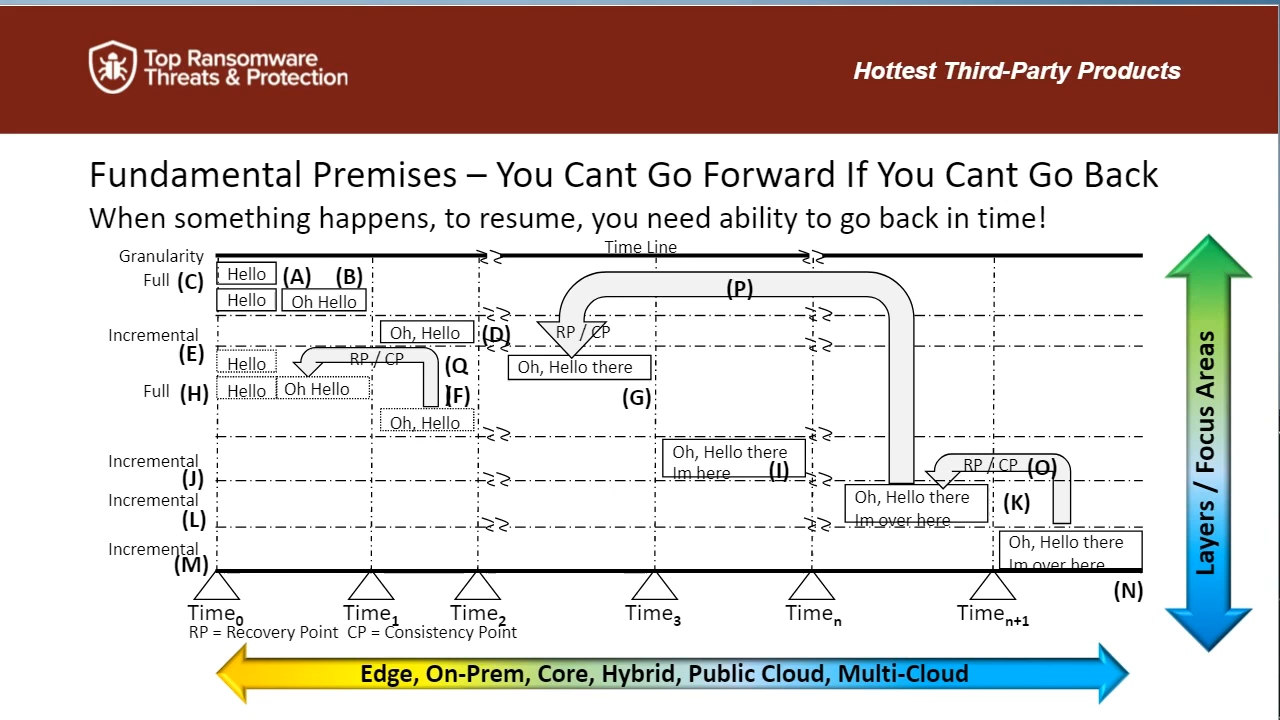 Top Ransomware
Threats & Protection
Hottest Third-Party Products
Fundamental Premises – You Cant Go Forward If You Cant Go Back
When something happens, to resume, you need ability to go back in time!
Granularity
Time Line
Full (C) Hello (A) (B)
Hello Oh Hello
(P)
Incremental Oh, Hello (D) RP / CP
(E) Hello RP / CP (Q Oh, Hello there
Full (H) Hello Oh Hello (F) (G)
Oh, Hello
Incremental Oh, Hello there
(J) Im here (I) RP / CP (O)
Incremental Oh, Hello there (K)
(L) Im over here
Incremental Oh, Hello there
(M) Im over here
(N)
Time0 Time1 Time2 Time3 Timen Timen+1
RP = Recovery Point CP = Consistency Point
Edge, On-Prem, Core, Hybrid, Public Cloud, Multi-Cloud
Layers / Focus Areas